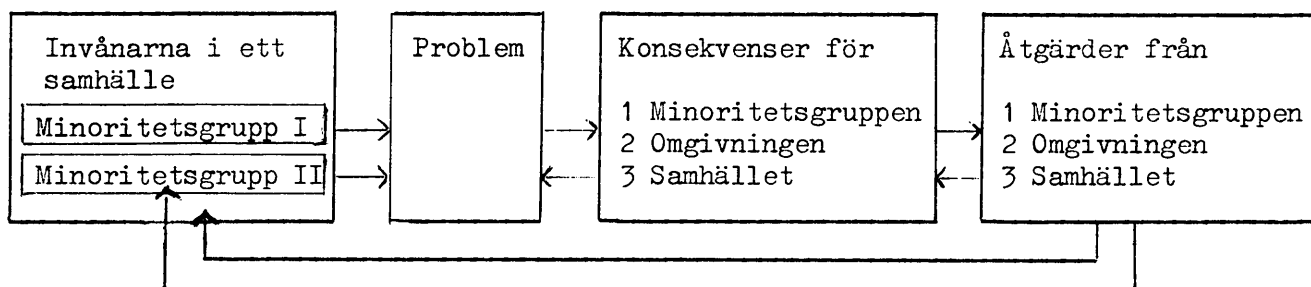 Invånarna i ett
samhälle
Minoritetsgrupp I
Minoritetsgrupp II
Problem
Konsekvenser för
1 Minoritetsgruppen
2 Omgivningen
3 Samhället
Åtgärder från
1 Minoritetsgruppen
2 Omgivningen
3 Samhället